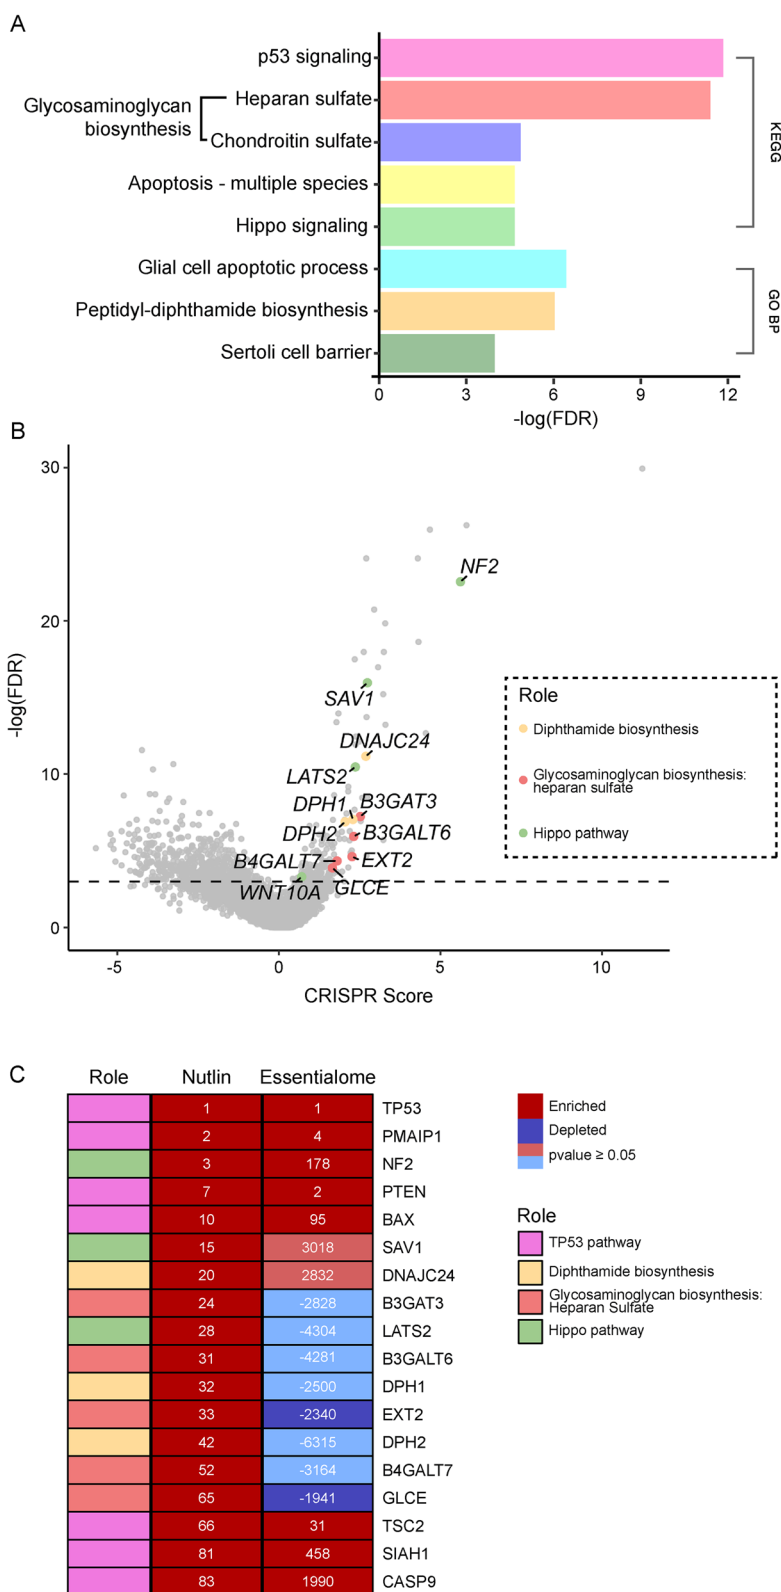 A
p53 signaling
Glycosaminoglycan
biosynthesis
Heparan sulfate
Chondroitin sulfate
Apoptosis - multiple species
Hippo signaling
Glial cell apoptotic process
Peptidyl-diphthamide biosynthesis
Sertoli cell barrier
KEGG
GO BP
0 3 6 9 12
-log(FDR)
B
30
20
10
0
-log(FDR)
NF2
SAV1
DNAJC24
LATS2
DPH1 B3GAT3
DPH2 B3GALT6
B4GALT7 EXT2
WNT10A GLCE
Role
Diphthamide biosynthesis
Glycosaminoglycan biosynthesis:
heparan sulfate
Hippo pathway
-5 0 5 10
CRISPR Score
C
Role Nutlin Essentialome
1 1 TP53
2 4 PMAIP1
3 178 NF2
7 2 PTEN
10 95 BAX
15 3018 SAV1
20 2832 DNAJC24
24 -2828 B3GAT3
28 -4304 LATS2
31 -4281 B3GALT6
32 -2500 DPH1
33 -2340 EXT2
42 -6315 DPH2
52 -3164 B4GALT7
65 -1941 GLCE
66 31 TSC2
81 458 SIAH1
83 1990 CASP9
Enriched
Depleted
pvalue ≥ 0.05
Role
TP53 pathway
Diphthamide biosynthesis
Glycosaminoglycan biosynthesis:
Heparan Sulfate
Hippo pathway